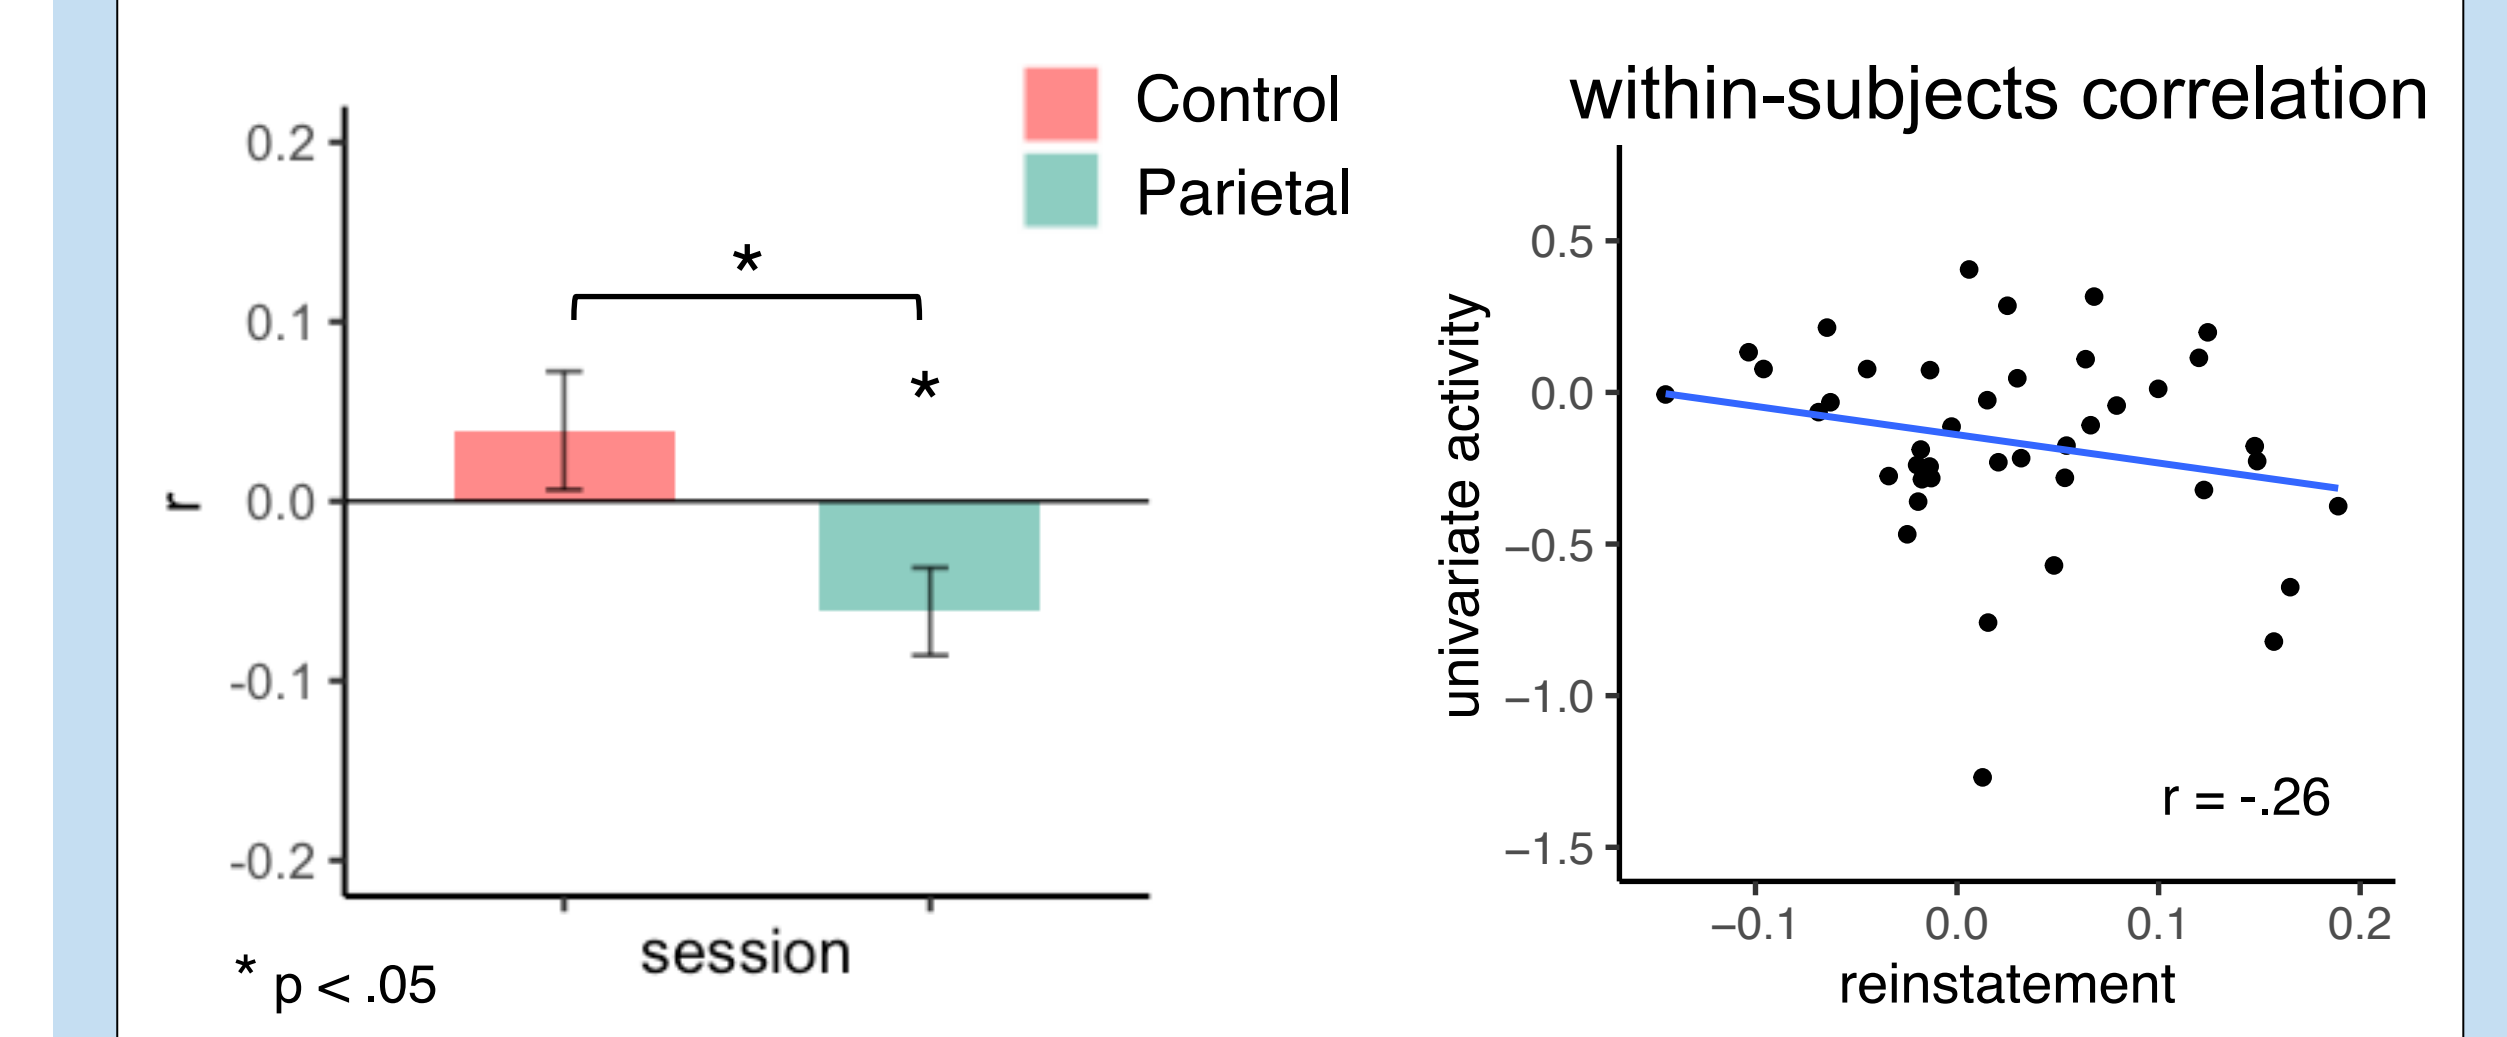 Control
Parietal
0.2
0.1
0.0
-0.1
-0.2
r
*
*
session
* p < .05
within-subjects correlation
univariate activity
0.5
0.0
−0.5
−1.0
−1.5
r = -.26
−0.1
0.0
0.1
0.2
reinstatement